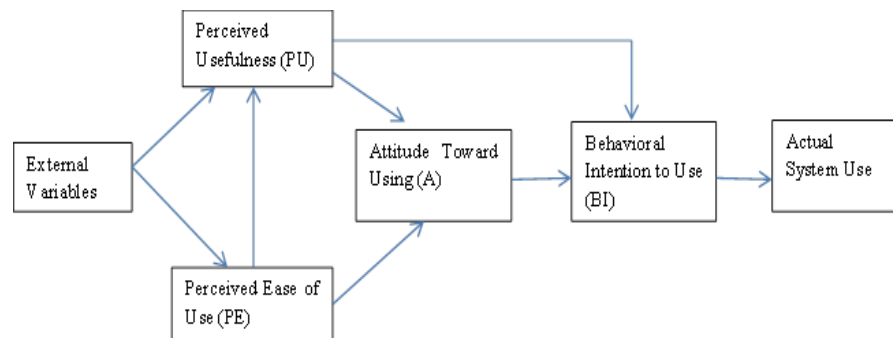 Perceived
Usefulness (PU)
External
Variables
Attitude Toward
Using (A)
Behavioral
Intention to Use
(BI)
Actual
System Use
Perceived Ease of
Use (PE)